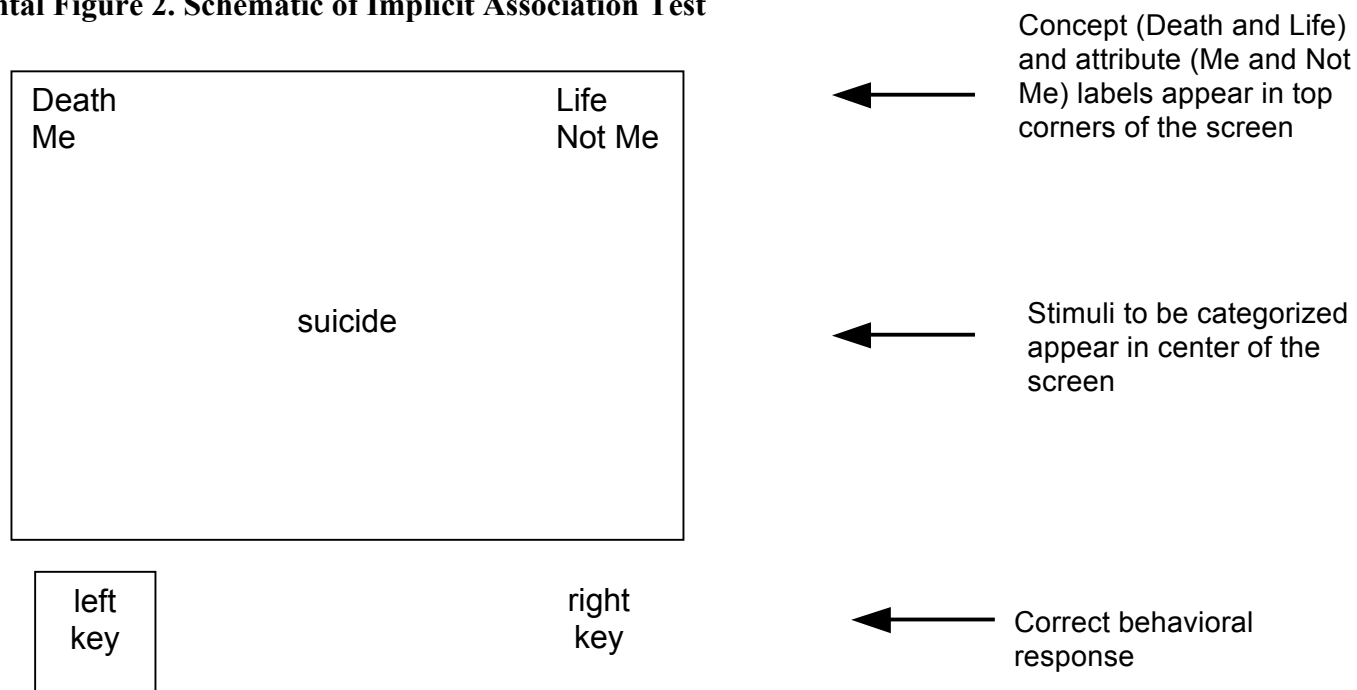 ntal Figure 2. Schematic of Implicit Association Test
Concept (Death and Life)
and attribute (Me and Not
Me) labels appear in top
corners of the screen
Death
Me
Life
Not Me
suicide
Stimuli to be categorized
appear in center of the
screen
left
key
right
key
Correct behavioral
response